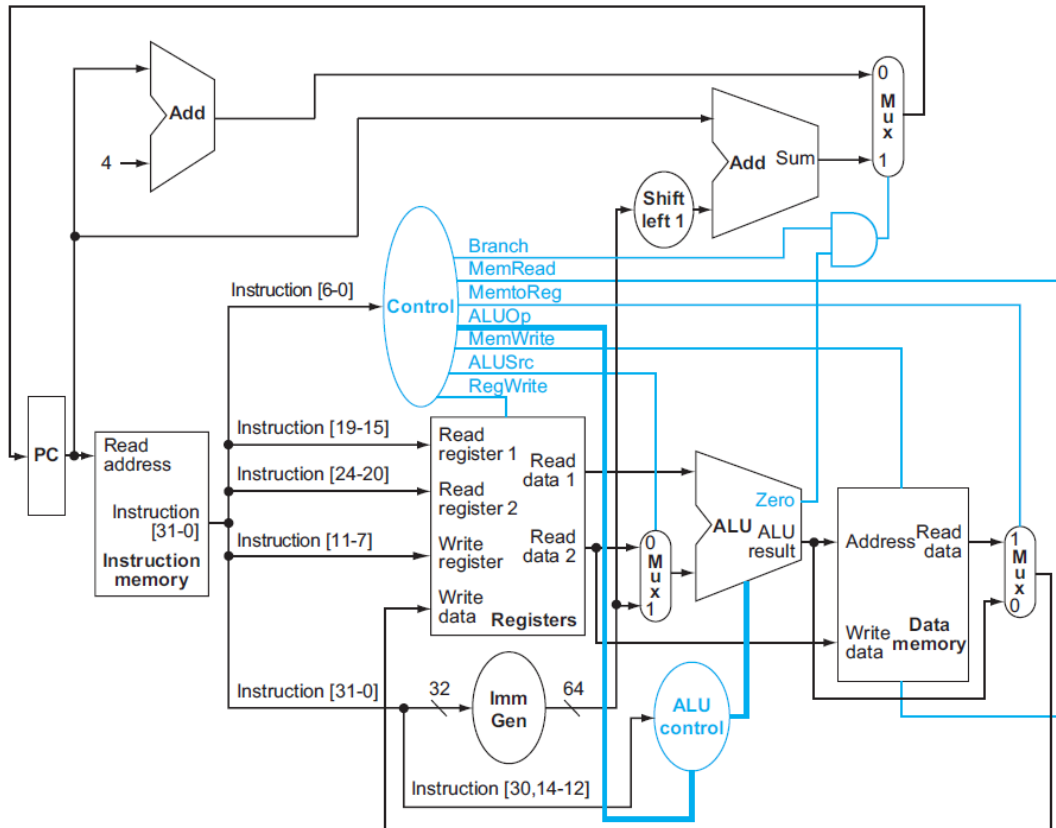 Add
4
0
Mux
1
Add Sum
Shift
left 1
Branch
MemRead
MemtoReg
ALUOp
MemWrite
ALUSrc
RegWrite
Control
Instruction [6-0]
PC
Read
address
Instruction
[31-0]
Instruction
memory
Instruction [19-15]
Instruction [24-20]
Instruction [11-7]
Instruction [31-0]
Read
register 1
Read
register 2
Write
register
Write
data
Read
data 1
Read
data 2
Registers
0
Mux
1
Zero
ALU
ALU
result
Address
Read
data
Write
data
Data
memory
1
Mux
0
32
Imm
Gen
64
ALU
control
Instruction [30,14-12]